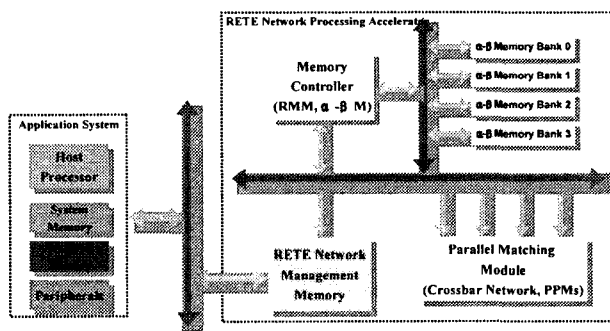 RETE Network Processing Accelerator
α-β Memory Bank 0
α-β Memory Bank 1
α-β Memory Bank 2
α-β Memory Bank 3
Memory
Controller
(RMM, α -β M)
Application System
Host
Processor
System
Memory
Peripherals
RETE Network
Management
Memory
Parallel Matching
Module
(Crossbar Network, PPMs)